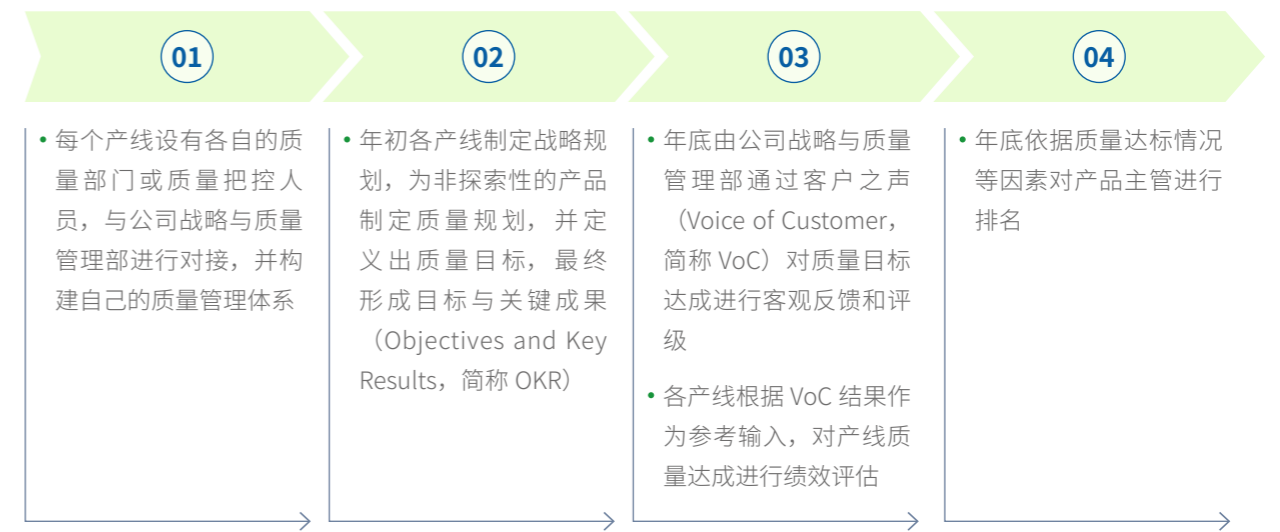 01
02
03
04
• 每个产线设有各自的质
量部门或质量把控人
员，与公司战略与质量
管理部进行对接，并构
建自己的质量管理体系
• 年初各产线制定战略规
划，为非探索性的产品
制定质量规划，并定
义出质量目标，最终
形成目标与关键成果
（Objectives and Key
Results，简称 OKR）
• 年底由公司战略与质量
管理部通过客户之声
（Voice of Customer，
简称 VoC）对质量目标
达成进行客观反馈和评
级
• 各产线根据 VoC 结果作
为参考输入，对产线质
量达成进行绩效评估
• 年底依据质量达标情况
等因素对产品主管进行
排名